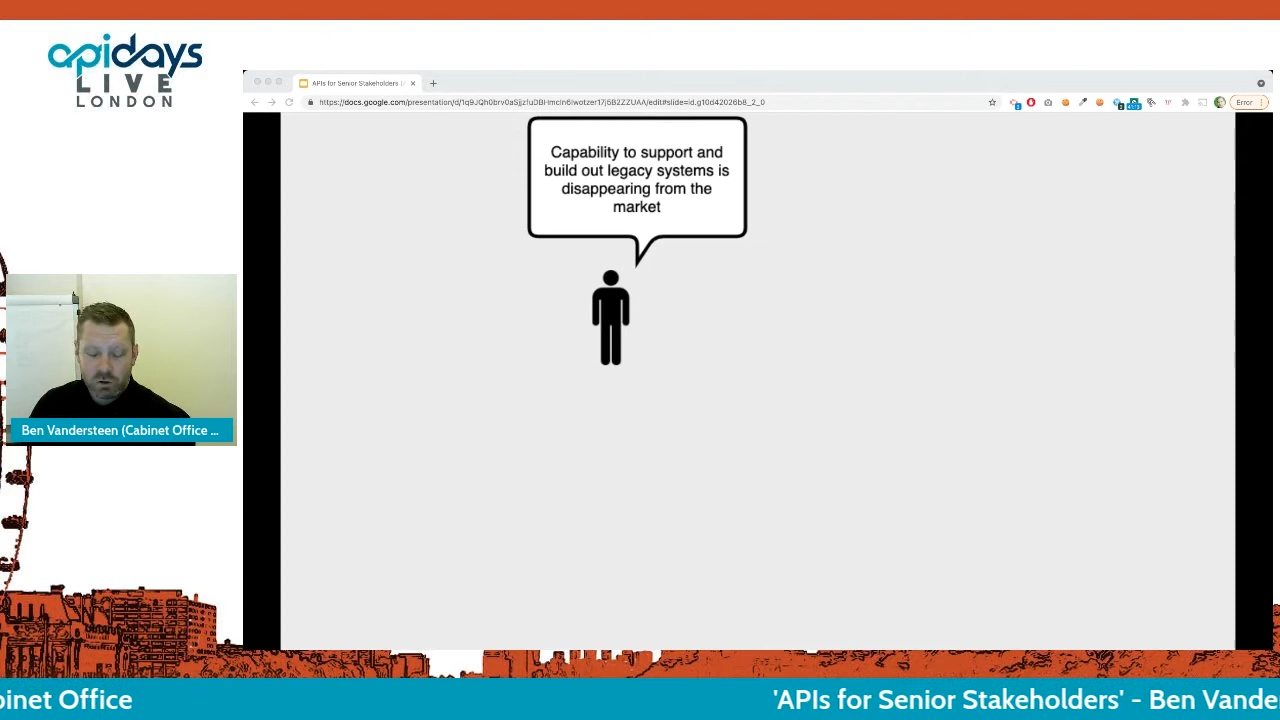 apidays
LIVE
LONDON
APIs for Senior Stakeholders
Capability to support and
build out legacy systems is
disappearing from the
market
Error
Ben Vandersteen (Cabinet Office ...
binet Office
'APIs for Senior Stakeholders' - Ben Vande